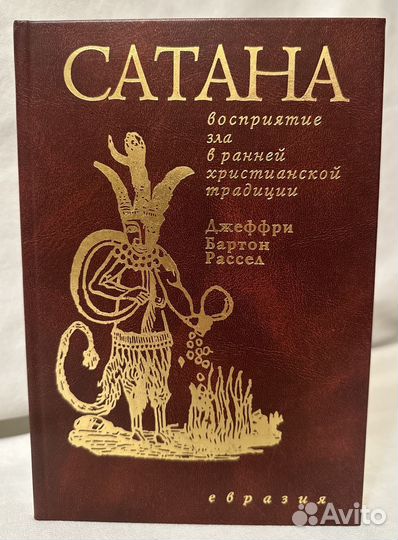 САТАНА
восприятие
зла
в ранней
христианской
традиции
Джеффри
Бартон
Рассел
евразия
Avito